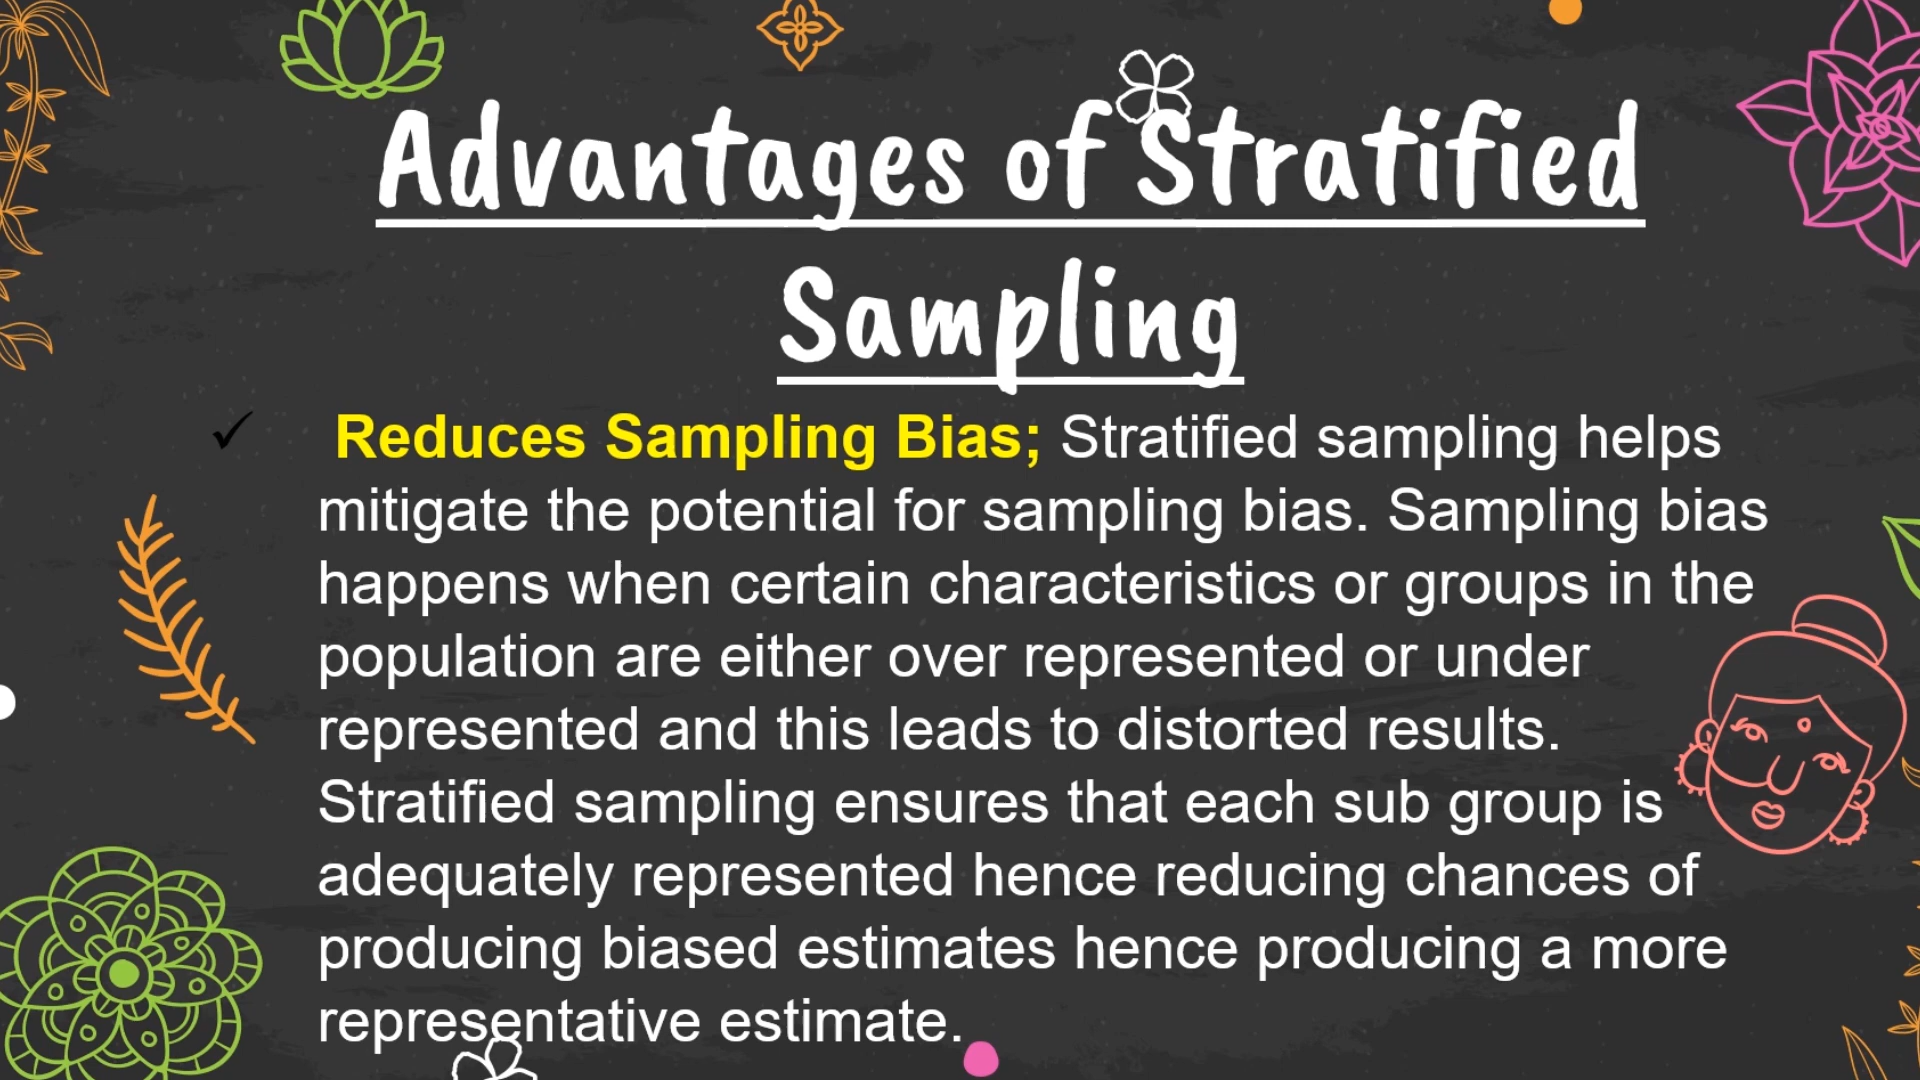 Advantages of Stratified
Sampling
✓ Reduces Sampling Bias; Stratified sampling helps
mitigate the potential for sampling bias. Sampling bias
happens when certain characteristics or groups in the
population are either over represented or under
represented and this leads to distorted results.
Stratified sampling ensures that each sub group is
adequately represented hence reducing chances of
producing biased estimates hence producing a more
representative estimate.